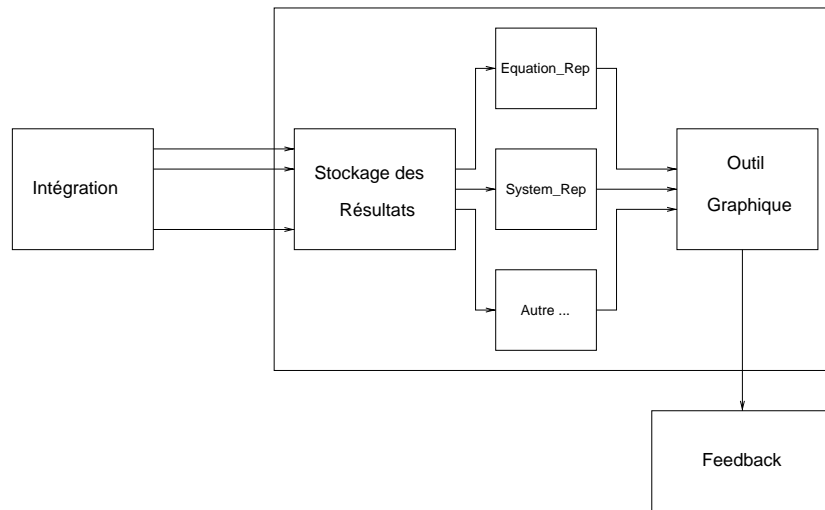 Equation_Rep
Intégration
Stockage des
Résultats
System_Rep
Outil
Graphique
Autre ...
Feedback